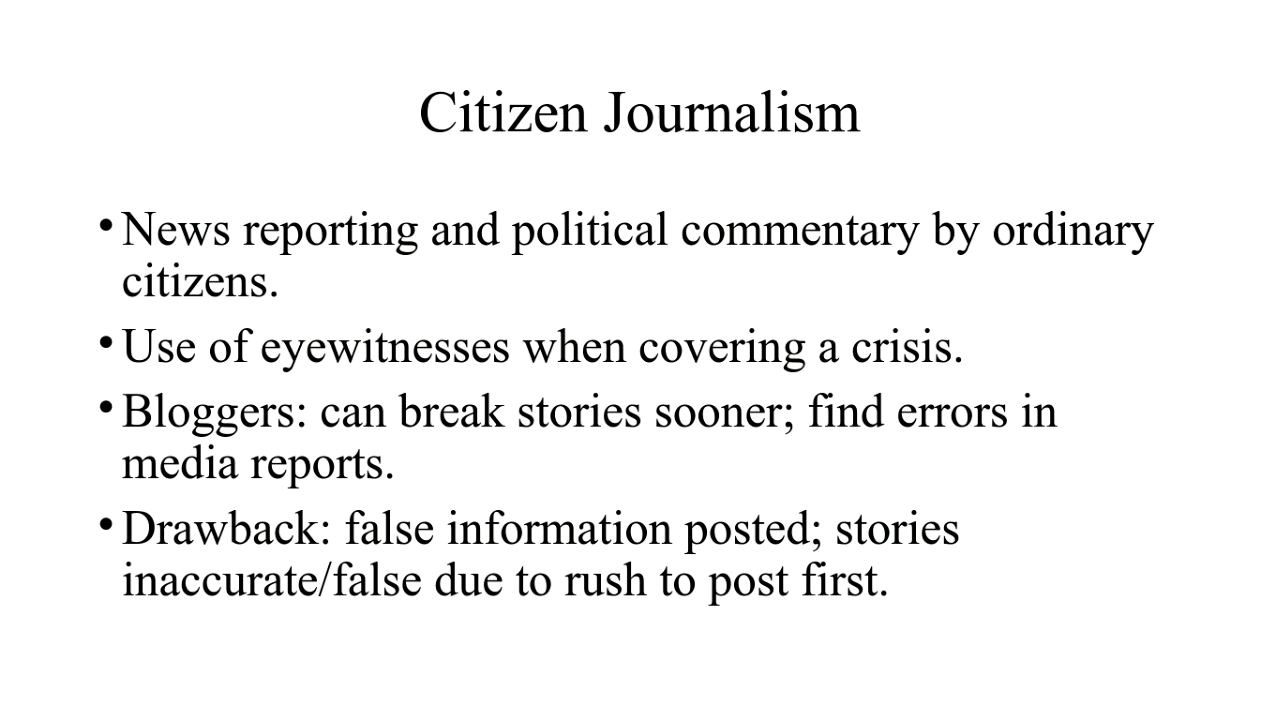 Citizen Journalism
• News reporting and political commentary by ordinary
citizens.
• Use of eyewitnesses when covering a crisis.
• Bloggers: can break stories sooner; find errors in
media reports.
• Drawback: false information posted; stories
inaccurate/false due to rush to post first.